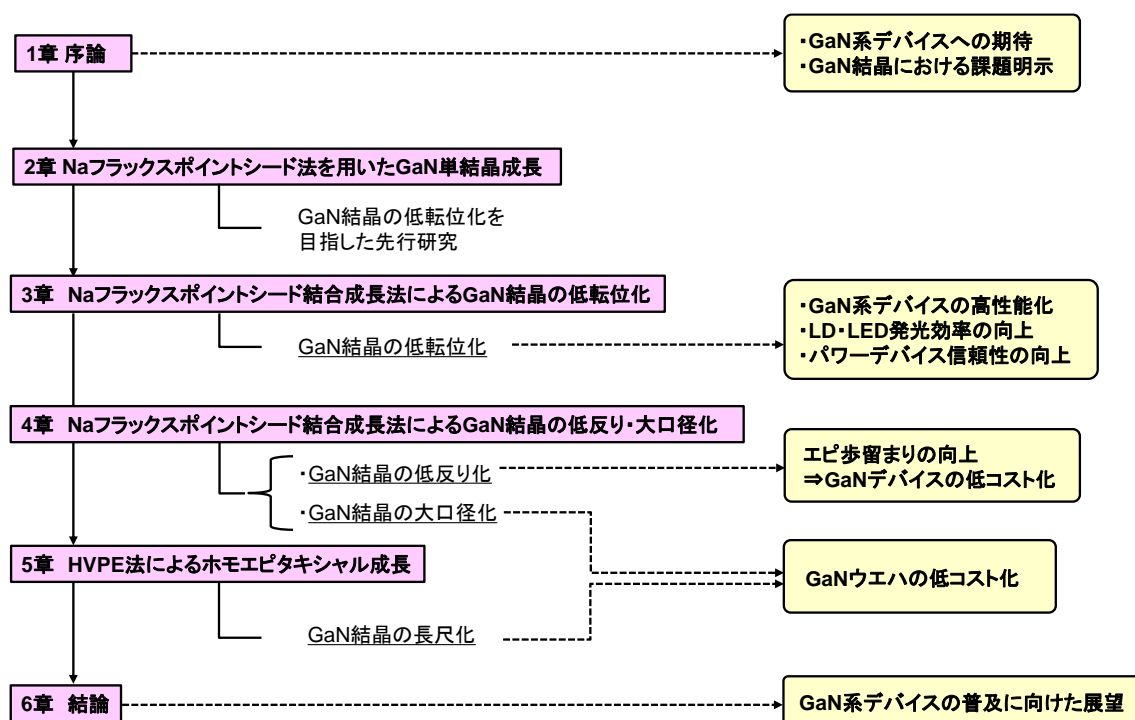 1章 序論
・GaN系デバイスへの期待
・GaN結晶における課題明示
2章 Naフラックスポイントシード法を用いたGaN単結晶成長
GaN結晶の低転位化を
目指した先行研究
3章 Naフラックスポイントシード結合成長法によるGaN結晶の低転位化
GaN結晶の低転位化
・GaN系デバイスの高性能化
・LD・LED発光効率の向上
・パワーデバイス信頼性の向上
4章 Naフラックスポイントシード結合成長法によるGaN結晶の低反り・大口径化
・GaN結晶の低反り化
・GaN結晶の大口径化
エピ歩留まりの向上
⇒GaNデバイスの低コスト化
5章 HVPE法によるホモエピタキシャル成長
GaN結晶の長尺化
GaNウエハの低コスト化
6章 結論
GaN系デバイスの普及に向けた展望